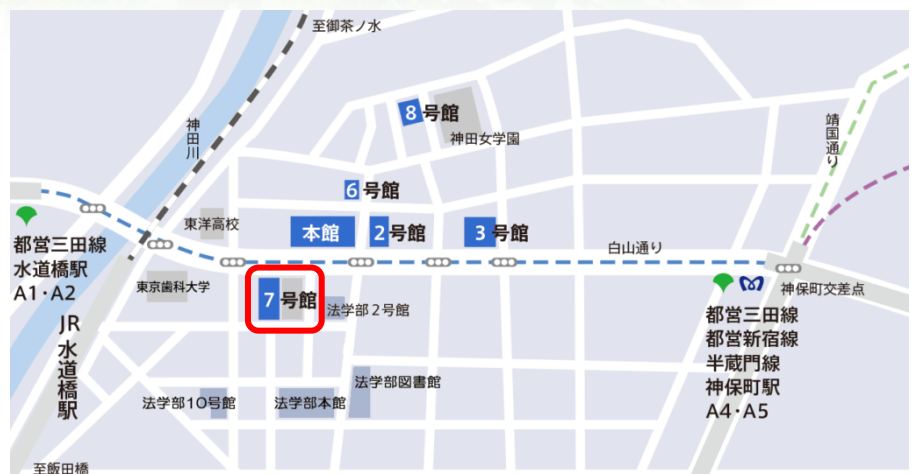 至御茶ノ水
8号館
神田女学園
靖国通り
神田川
6号館
東洋高校
本館
2号館
3号館
白山通り
都営三田線
水道橋駅
A1・A2
東京歯科大学
7号館
法学部2号館
神保町交差点
都営三田線
都営新宿線
半蔵門線
神保町駅
A4・A5
JR水道橋駅
法学部図書館
法学部10号館
法学部本館
至飯田橋